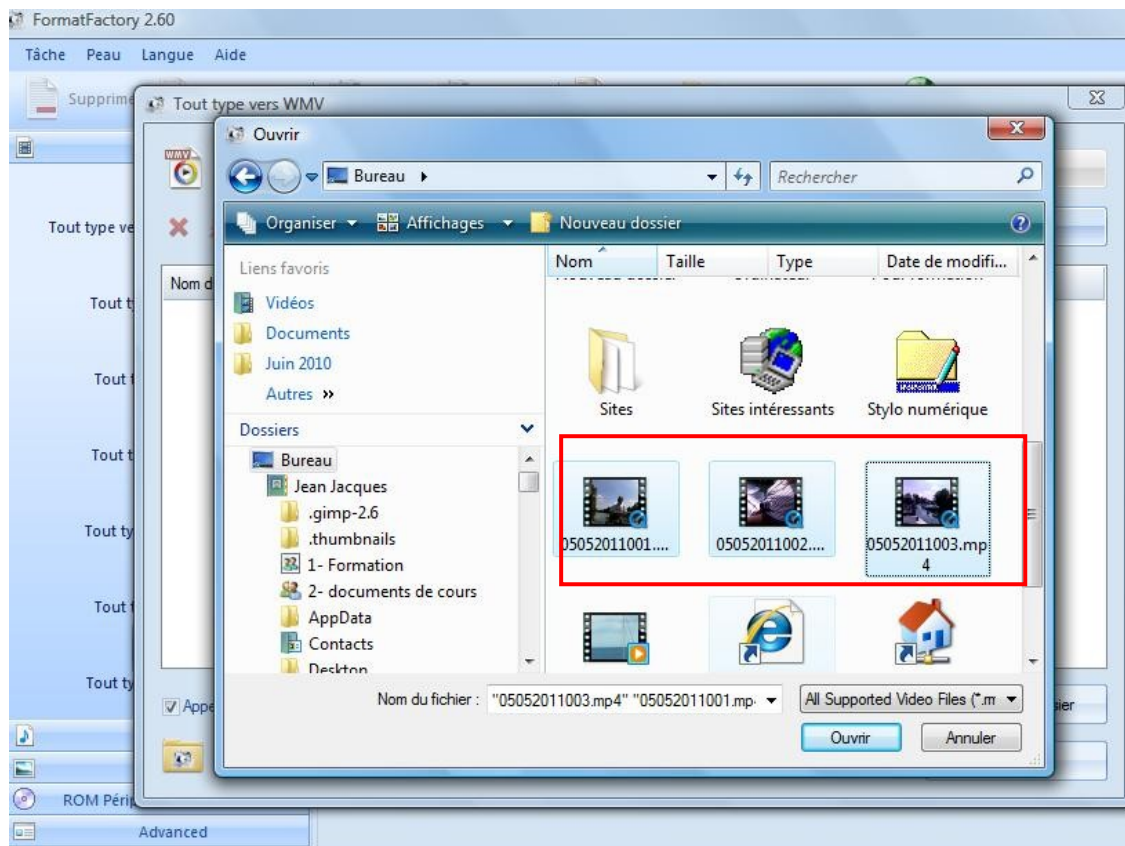 FormatFactory 2.60
Tâche Peau Langue Aide
Supprime
Tout type vers WMV
Ouvrir
WMV
Bureau
Rechercher
Organiser Affichages Nouveau dossier
Tout type ve
Nom d
Tout t
Tout t
Tout t
Tout ty
Tout t
Tout ty
Liens favoris
Vidéos
Documents
Juin 2010
Autres »
Dossiers
Bureau
Jean Jacques
.gimp-2.6
.thumbnails
1- Formation
2- documents de cours
AppData
Contacts
Desktop
Nom Taille Type Date de modifi...
Sites Sites intéressants Stylo numérique
05052011001.... 05052011002.... 05052011003.mp
4
Nom du fichier : "05052011003.mp4" "05052011001.mp All Supported Video Files (*.m
Ouvrir Annuler
Appe
sier
ROM Périp
Advanced